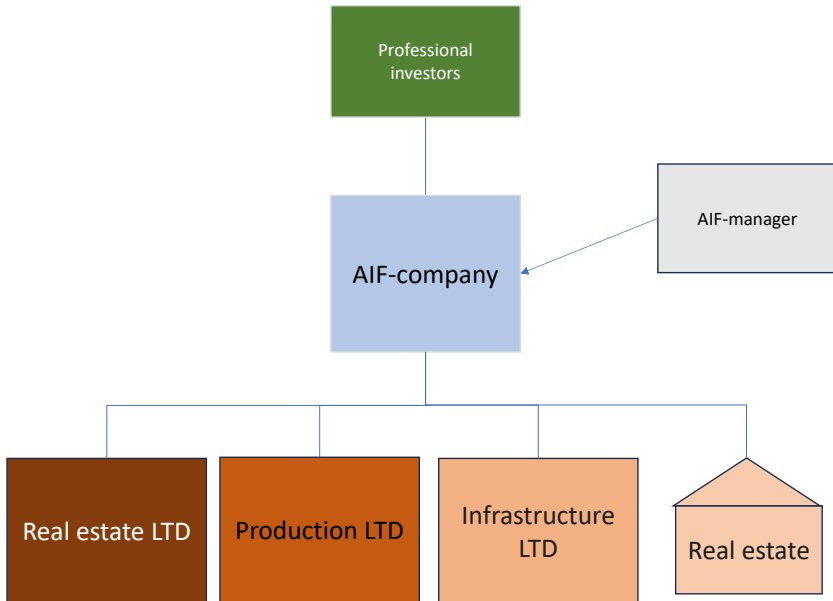 Professional
investors
AIF-manager
AIF-company
Real estate LTD
Production LTD
Infrastructure
LTD
Real estate